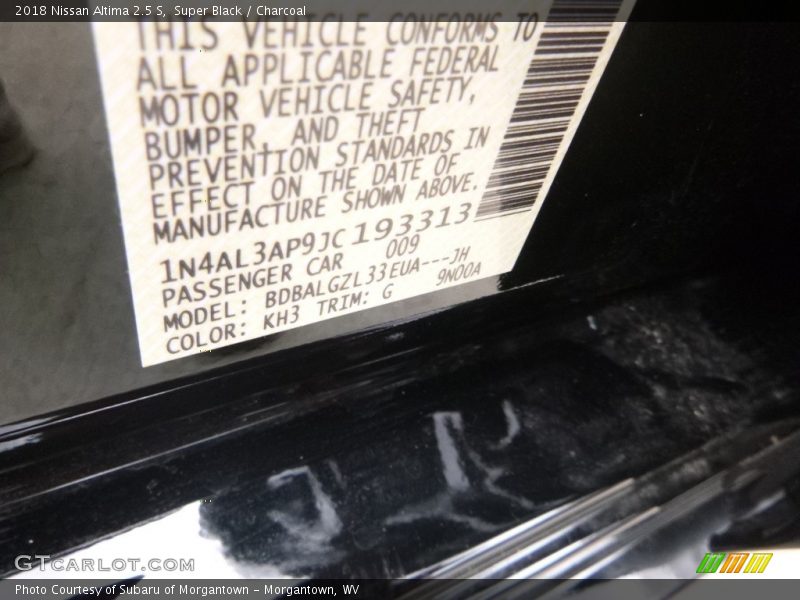 2018 Nissan Altima 2.5 S, Super Black / Charcoal
THIS VEHICLE CONFORMS TO
ALL APPLICABLE FEDERAL
MOTOR VEHICLE SAFETY,
BUMPER, AND THEFT
PREVENTION STANDARDS IN
EFFECT ON THE DATE OF
MANUFACTURE SHOWN ABOVE.
1N4AL3AP9JC193313
PASSENGER CAR 009
MODEL: BDBALGZL33EUA---JH
COLOR: KH3 TRIM: G 9N00A
GTCARLOT.COM
Photo Courtesy of Subaru of Morgantown - Morgantown, WV